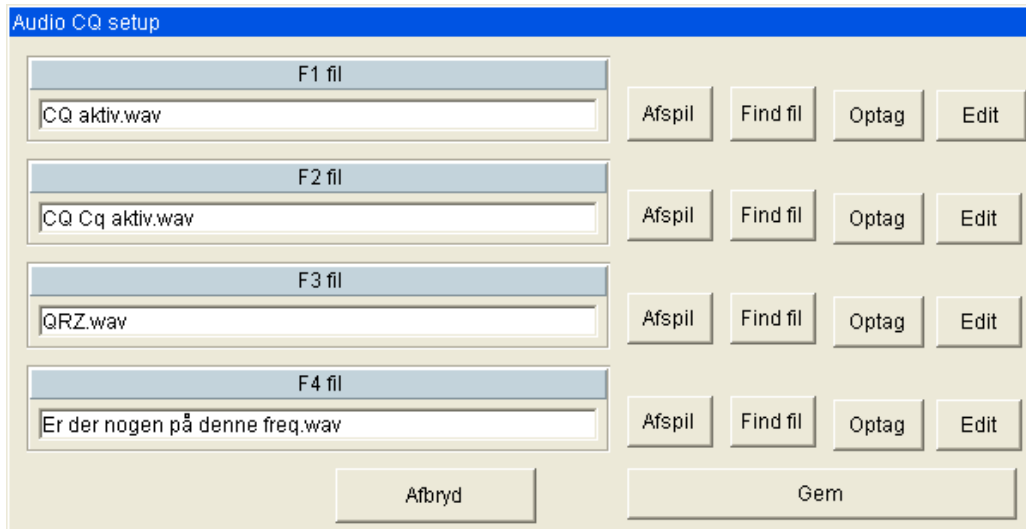 Audio CQ setup
F1 fil
CQ aktiv.wav
Afspil
Find fil
Optag
Edit
F2 fil
CQ Cq aktiv.wav
Afspil
Find fil
Optag
Edit
F3 fil
QRZ.wav
Afspil
Find fil
Optag
Edit
F4 fil
Er der nogen på denne freq.wav
Afspil
Find fil
Optag
Edit
Afbryd
Gem